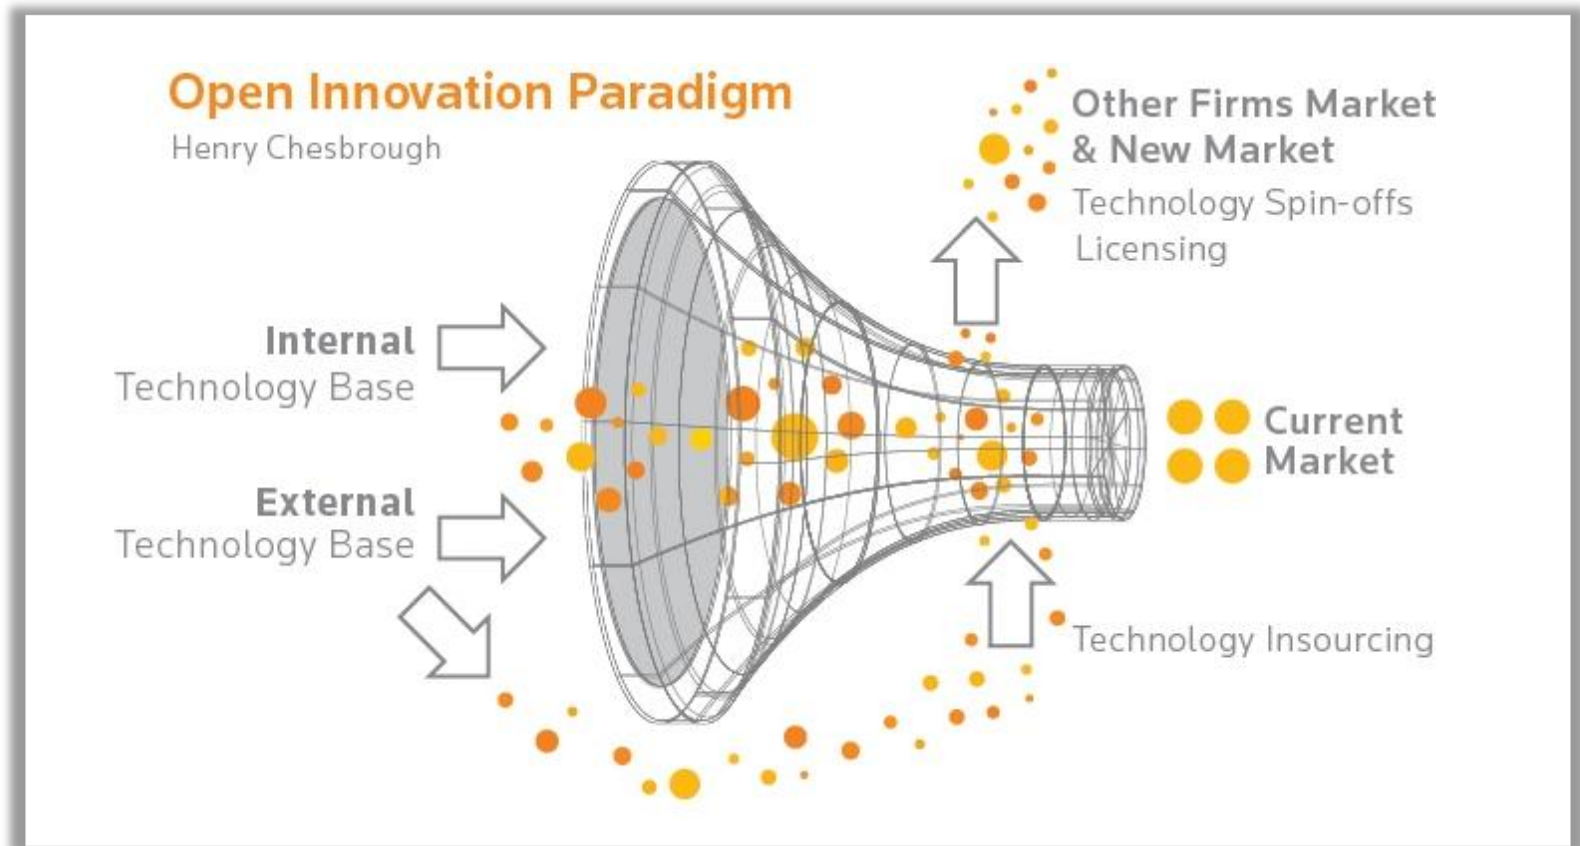 Open Innovation Paradigm
Henry Chesbrough
Other Firms Market
& New Market
Technology Spin-offs
Licensing
Internal
Technology Base
External
Technology Base
Current
Market
Technology Insourcing